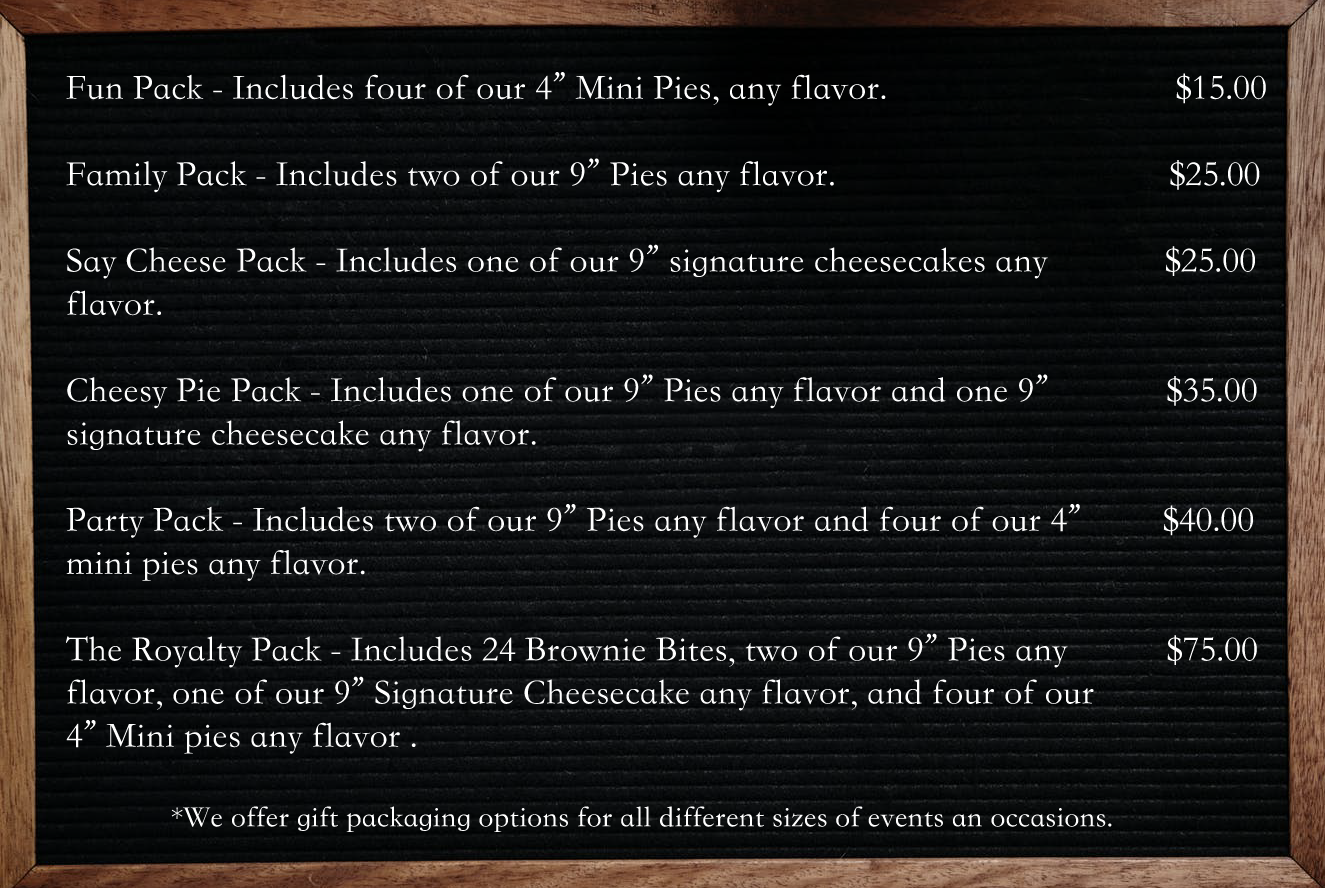 Fun Pack - Includes four of our 4” Mini Pies, any flavor. $15.00
Family Pack - Includes two of our 9” Pies any flavor. $25.00
Say Cheese Pack - Includes one of our 9” signature cheesecakes any $25.00
flavor.
Cheesy Pie Pack - Includes one of our 9” Pies any flavor and one 9” $35.00
signature cheesecake any flavor.
Party Pack - Includes two of our 9” Pies any flavor and four of our 4” $40.00
mini pies any flavor.
The Royalty Pack - Includes 24 Brownie Bites, two of our 9” Pies any $75.00
flavor, one of our 9” Signature Cheesecake any flavor, and four of our
4” Mini pies any flavor .
*We offer gift packaging options for all different sizes of events an occasions.